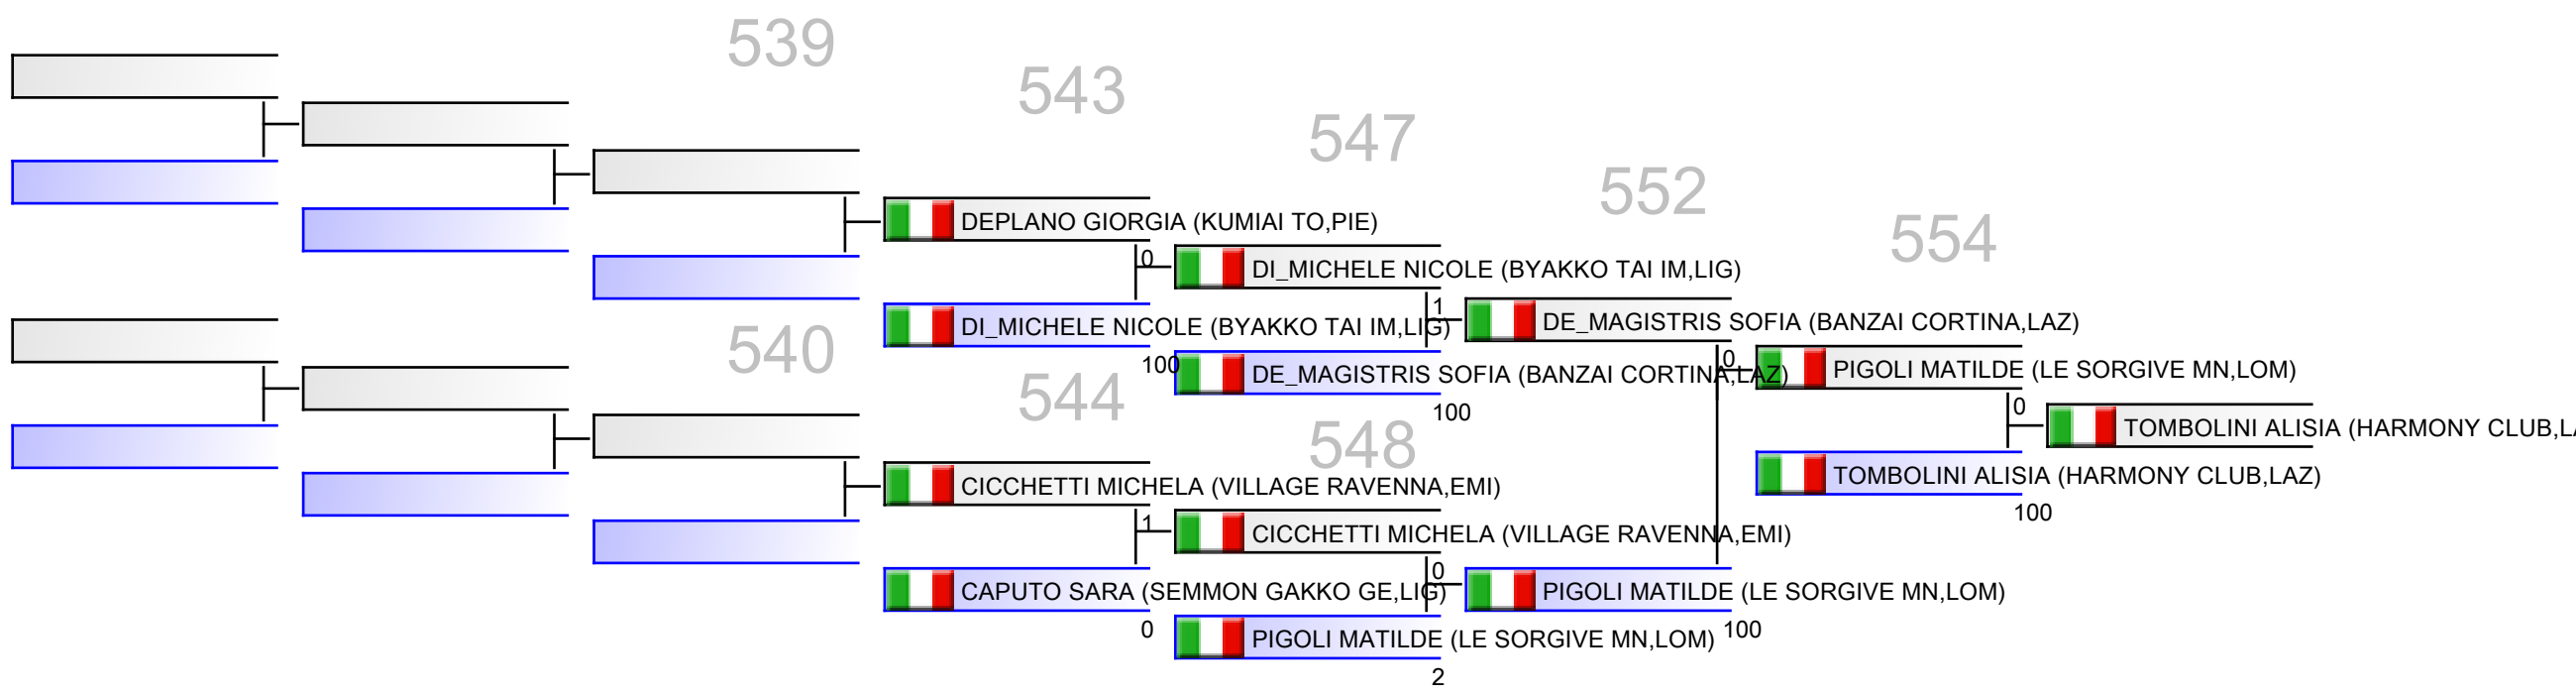 539
543
547
552
554
DEPLANO GIORGIA (KUMIAI TO,PIE)
0
DI_MICHELE NICOLE (BYAKKO TAI IM,LIG)
1
DI_MICHELE NICOLE (BYAKKO TAI IM,LIG)
100
DE_MAGISTRIS SOFIA (BANZAI CORTINA,LAZ)
0
DE_MAGISTRIS SOFIA (BANZAI CORTINA,LAZ)
100
PIGOLI MATILDE (LE SORGIVE MN,LOM)
0
TOMBOLINI ALISIA (HARMONY CLUB,LA
TOMBOLINI ALISIA (HARMONY CLUB,LAZ)
100
540
544
548
CICCHETTI MICHELA (VILLAGE RAVENNA,EMI)
1
CICCHETTI MICHELA (VILLAGE RAVENNA,EMI)
0
CAPUTO SARA (SEMMON GAKKO GE,LIG)
0
PIGOLI MATILDE (LE SORGIVE MN,LOM)
100
PIGOLI MATILDE (LE SORGIVE MN,LOM)
2